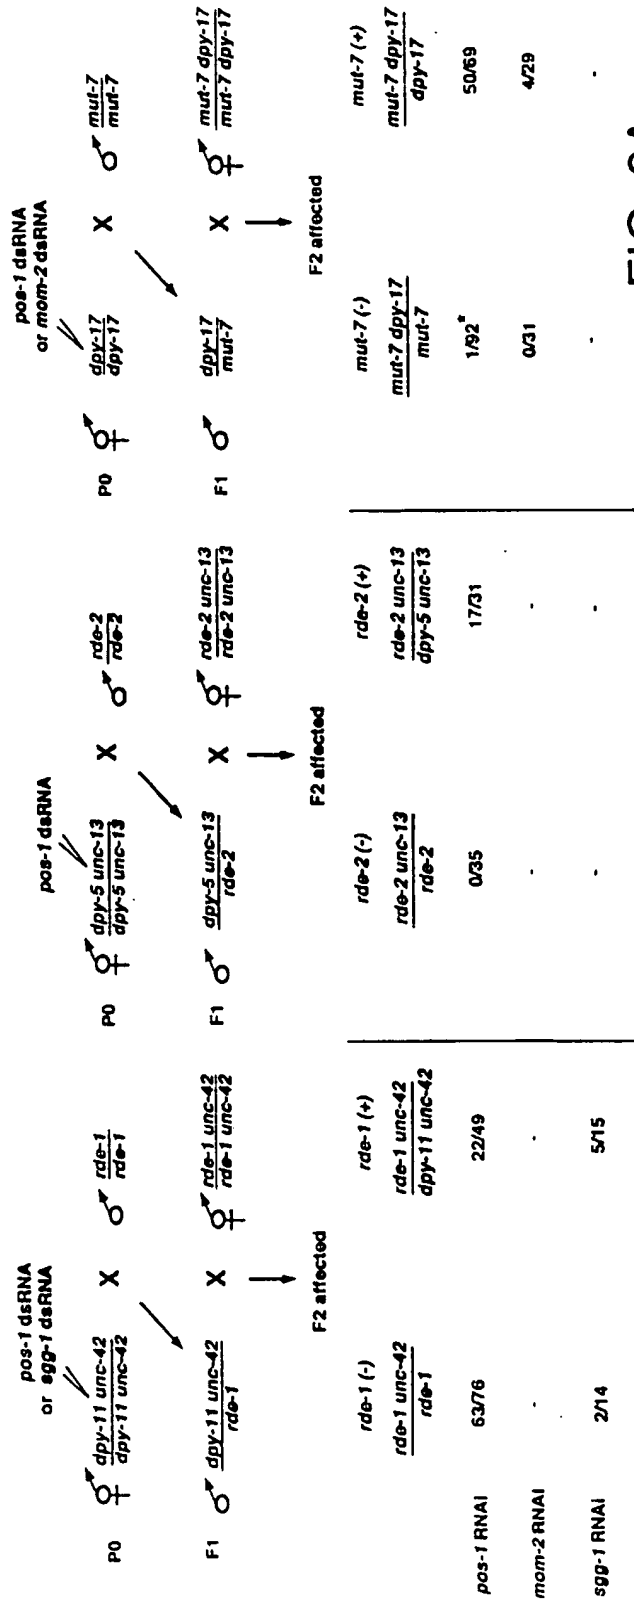 pos-1 dsRNA
or sgg-1 dsRNA
P0 dpy-11 unc-42 X rde-1
dpy-11 unc-42 rde-1
F1 dpy-11 unc-42 X rde-1 unc-42
rde-1 rde-1 unc-42
F2 affected
pos-1 dsRNA
P0 dpy-5 unc-13 X rde-2
dpy-5 unc-13 rde-2
F1 dpy-5 unc-13 X rde-2 unc-13
rde-2 rde-2 unc-13
F2 affected
pos-1 dsRNA
or mom-2 dsRNA
P0 dpy-17 X mut-7
dpy-17 mut-7
F1 dpy-17 X mut-7 dpy-17
mut-7 mut-7 dpy-17
F2 affected
rde-1 (-) rde-1 (+) rde-2 (-) rde-2 (+) mut-7 (-) mut-7 (+)
rde-1 unc-42 rde-1 unc-42 rde-2 unc-13 rde-2 unc-13 mut-7 dpy-17 mut-7 dpy-17
rde-1 dpy-11 unc-42 rde-2 dpy-5 unc-13 mut-7 dpy-17
pos-1 RNAi 63/76 22/49 0/35 17/31 1/92* 50/69
mom-2 RNAi - - - - 0/31 4/29
sgg-1 RNAi 2/14 5/15 - - - -